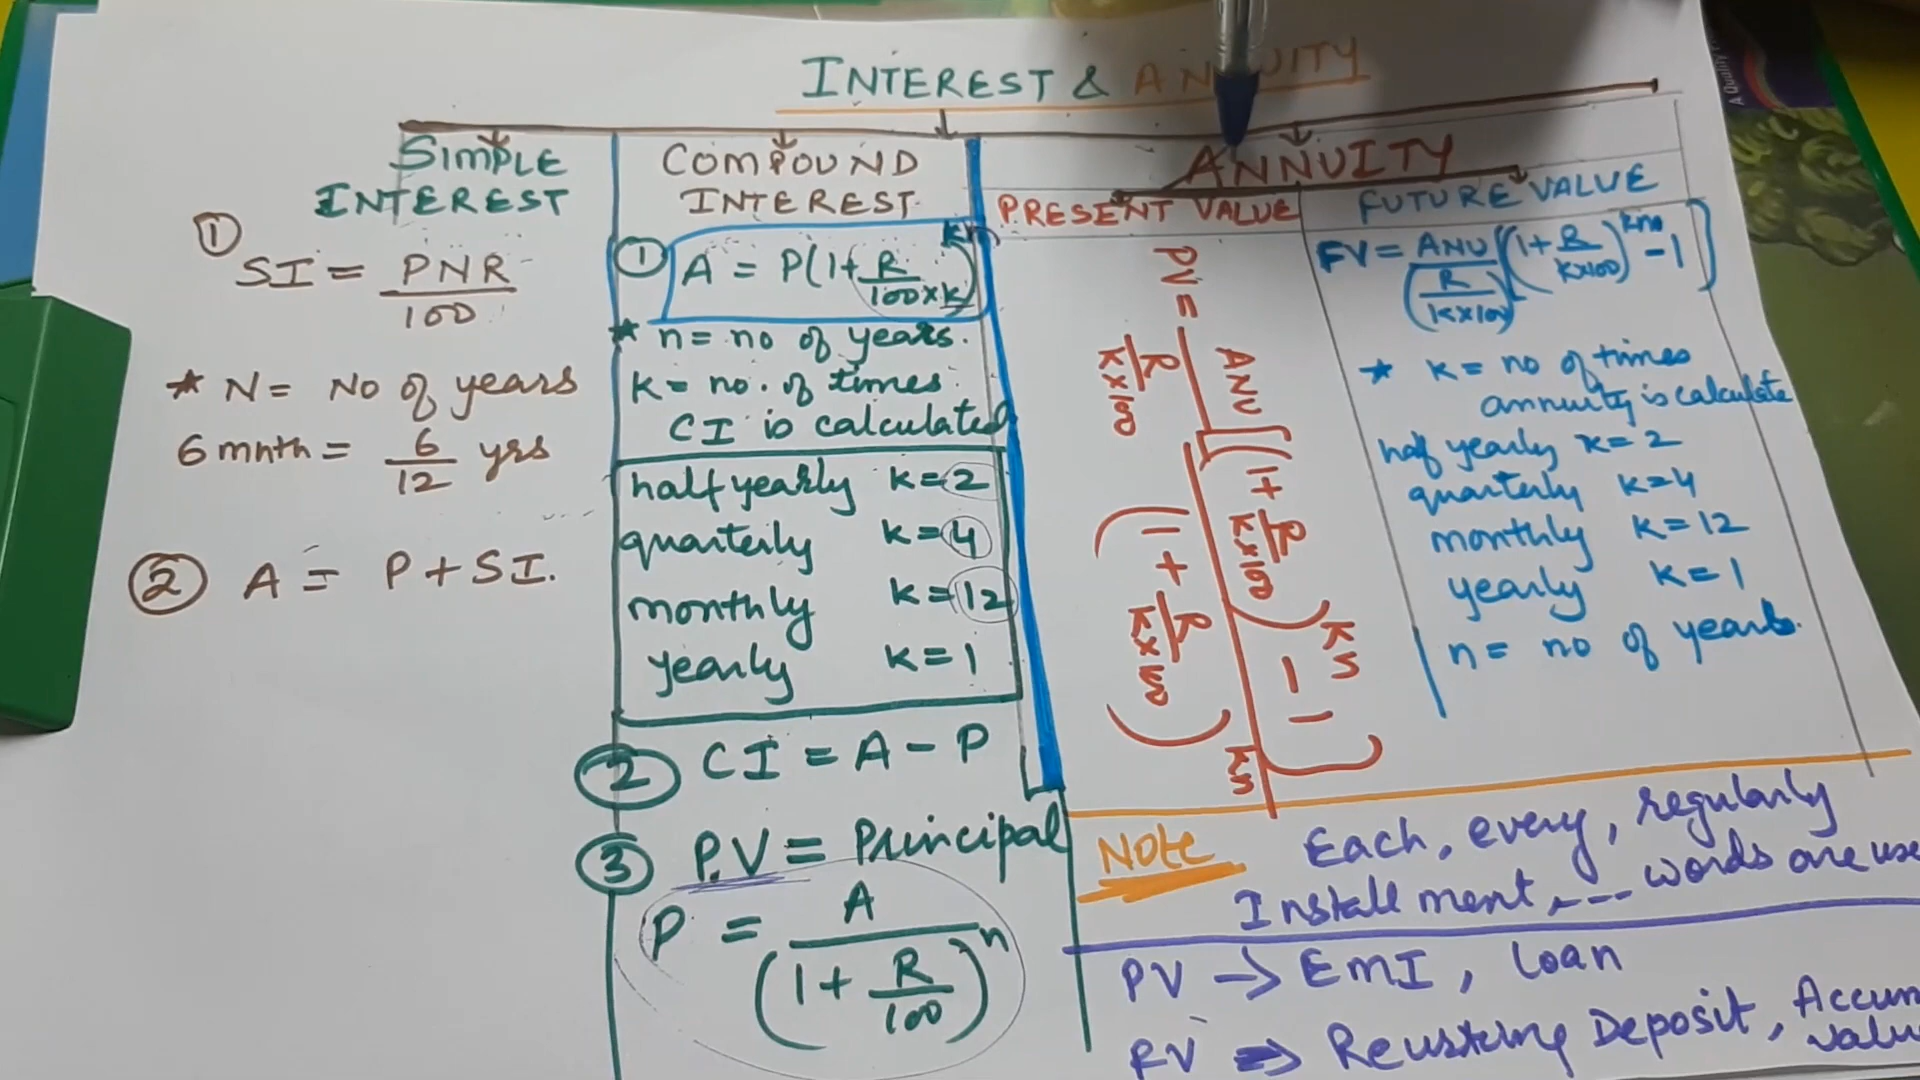 INTEREST & ANNUITY
SIMPLE
INTEREST
① SI = PNR/100
* N = No of years
6 mnth = 6/12 yrs
② A = P + SI.
COMPOUND
INTEREST
① A = P(1 + R/100×k)^kn
* n = no of years.
k = no. of times
CI is calculated
half yearly k=2
quarterly k=4
monthly k=12
yearly k=1
② CI = A - P
③ P.V = Principal
P = A/(1 + R/100)^n
ANNUITY
PRESENT VALUE
PV = ANU[(1 + R/k×100)^kn - 1] / R/k×100 (1 + R/k×100)^kn
FUTURE VALUE
FV = ANU/(R/k×100) [(1 + R/k×100)^kn - 1]
* k = no of times
annuity is calculate
half yearly k=2
quarterly k=4
monthly k=12
yearly k=1
n = no of years.
Note Each, every, regularly
Installment, --- words are use
PV → EMI, loan
FV → Reustring Deposit, Accum
valu
A Quality